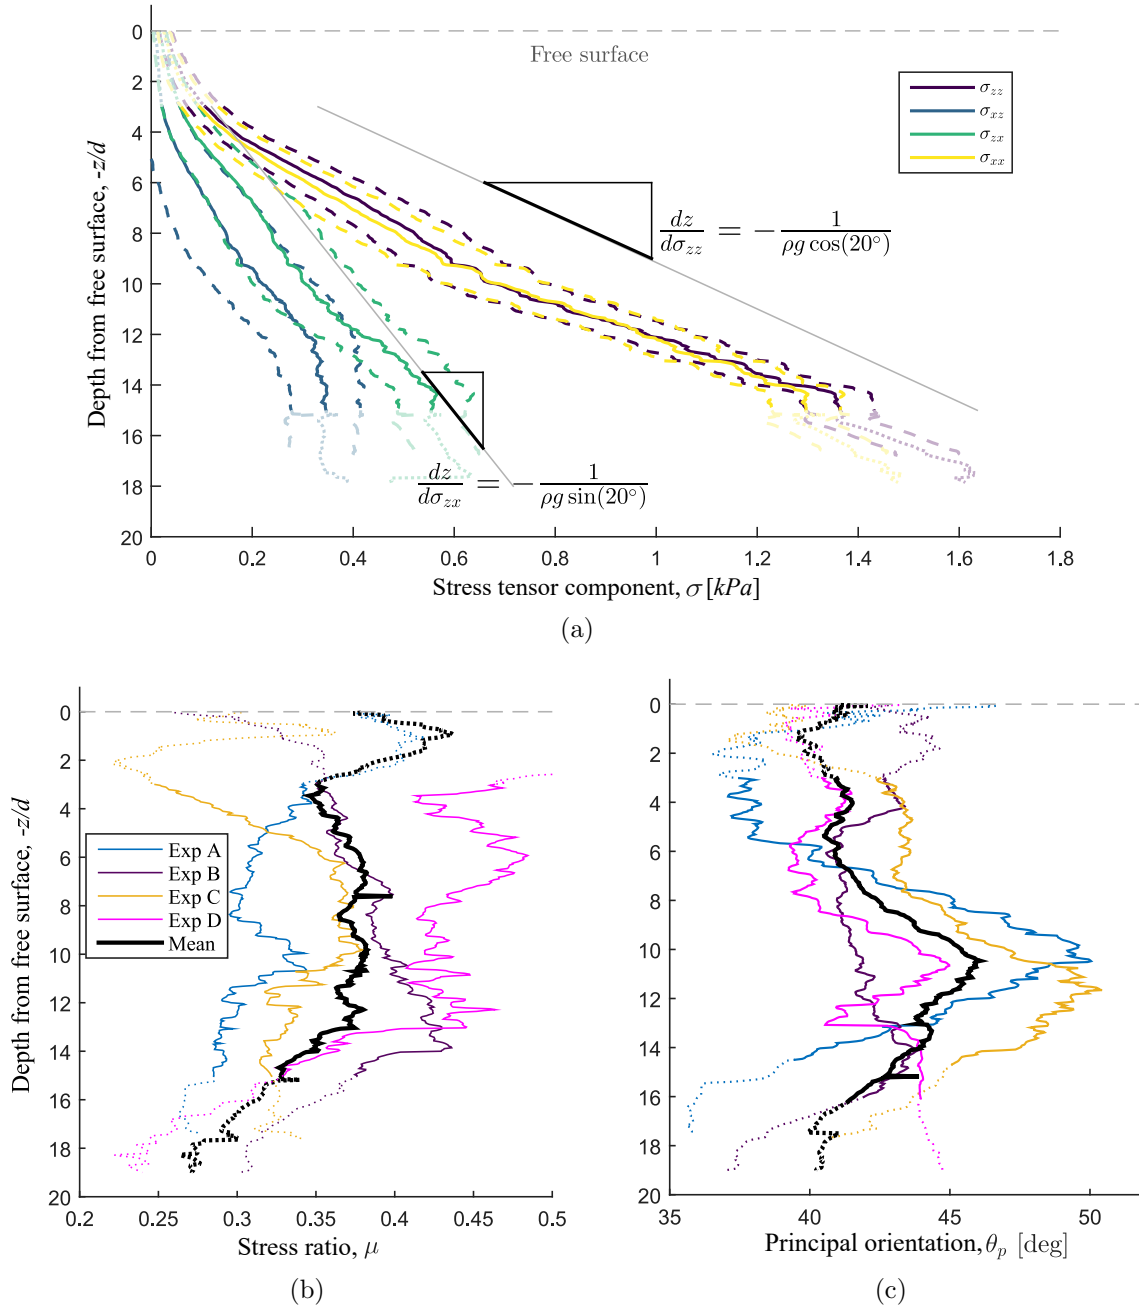 0
2
4
6
8
10
12
14
16
18
20
Depth from free surface, -z/d
Free surface
σzz
σxz
σzx
σxx
dz/dσzz = − 1/ρg cos(20°)
dz/dσzx = − 1/ρg sin(20°)
0 0.2 0.4 0.6 0.8 1 1.2 1.4 1.6 1.8
Stress tensor component, σ [kPa]
(a)
0
2
4
6
8
10
12
14
16
18
20
Depth from free surface, -z/d
Exp A
Exp B
Exp C
Exp D
Mean
0.2 0.25 0.3 0.35 0.4 0.45 0.5
Stress ratio, μ
(b)
0
2
4
6
8
10
12
14
16
18
20
35 40 45 50
Principal orientation, θp [deg]
(c)